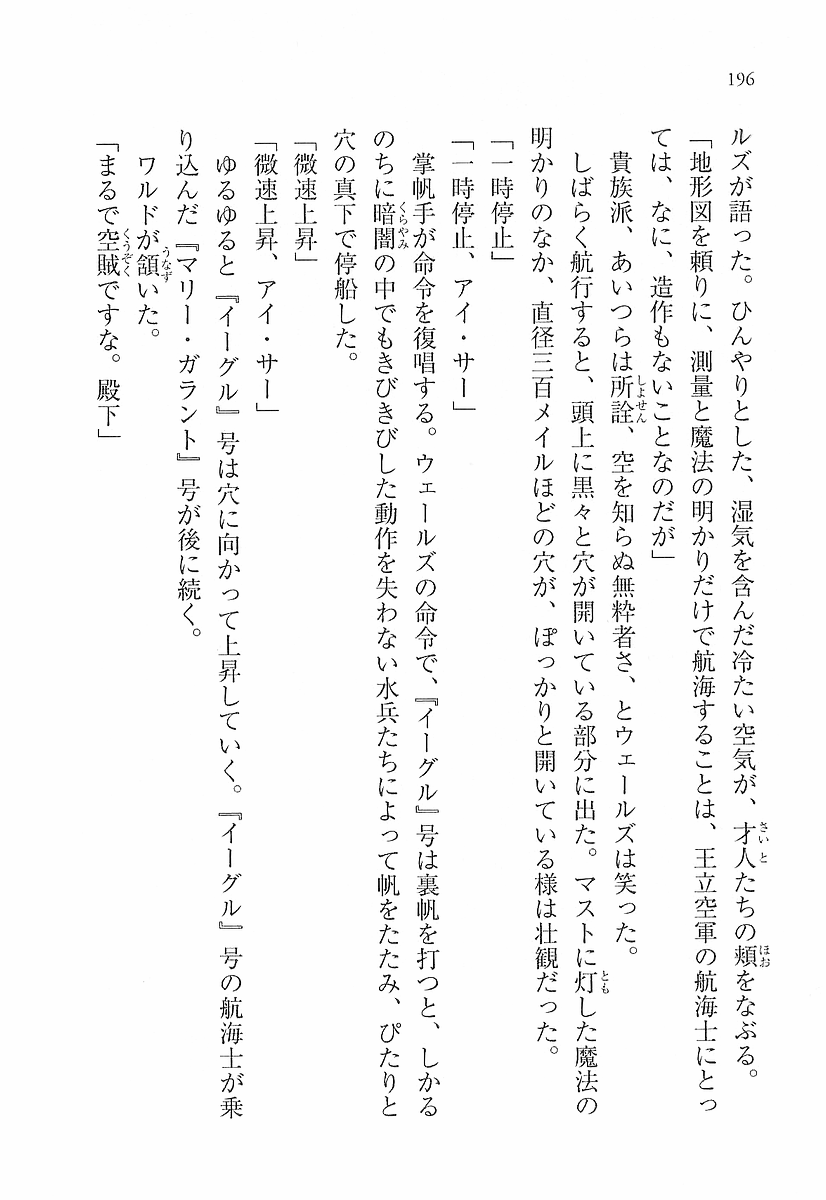 196
ルズが語った。ひんやりとした、湿気を含んだ冷たい空気が、才人たちの頬をなぶる。
「地形図を頼りに、測量と魔法の明かりだけで航海することは、王立空軍の航海士にとっ
ては、なに、造作もないことなのだが」
貴族派、あいつらは所詮、空を知らぬ無粋者さ、とウェールズは笑った。
しばらく航行すると、頭上に黒々と穴が開いている部分に出た。マストに灯した魔法の
明かりのなか、直径三百メイルほどの穴が、ぽっかりと開いている様は壮観だった。
「一時停止」
「一時停止、アイ・サー」
掌帆手が命令を復唱する。ウェールズの命令で、『イーグル』号は裏帆を打つと、しかる
のちに暗闇の中でもきびきびした動作を失わない水兵たちによって帆をたたみ、ぴたりと
穴の真下で停船した。
「微速上昇」
「微速上昇、アイ・サー」
ゆるゆると『イーグル』号は穴に向かって上昇していく。『イーグル』号の航海士が乗
り込んだ『マリー・ガラント』号が後に続く。
ワルドが頷いた。
「まるで空賊ですな。殿下」